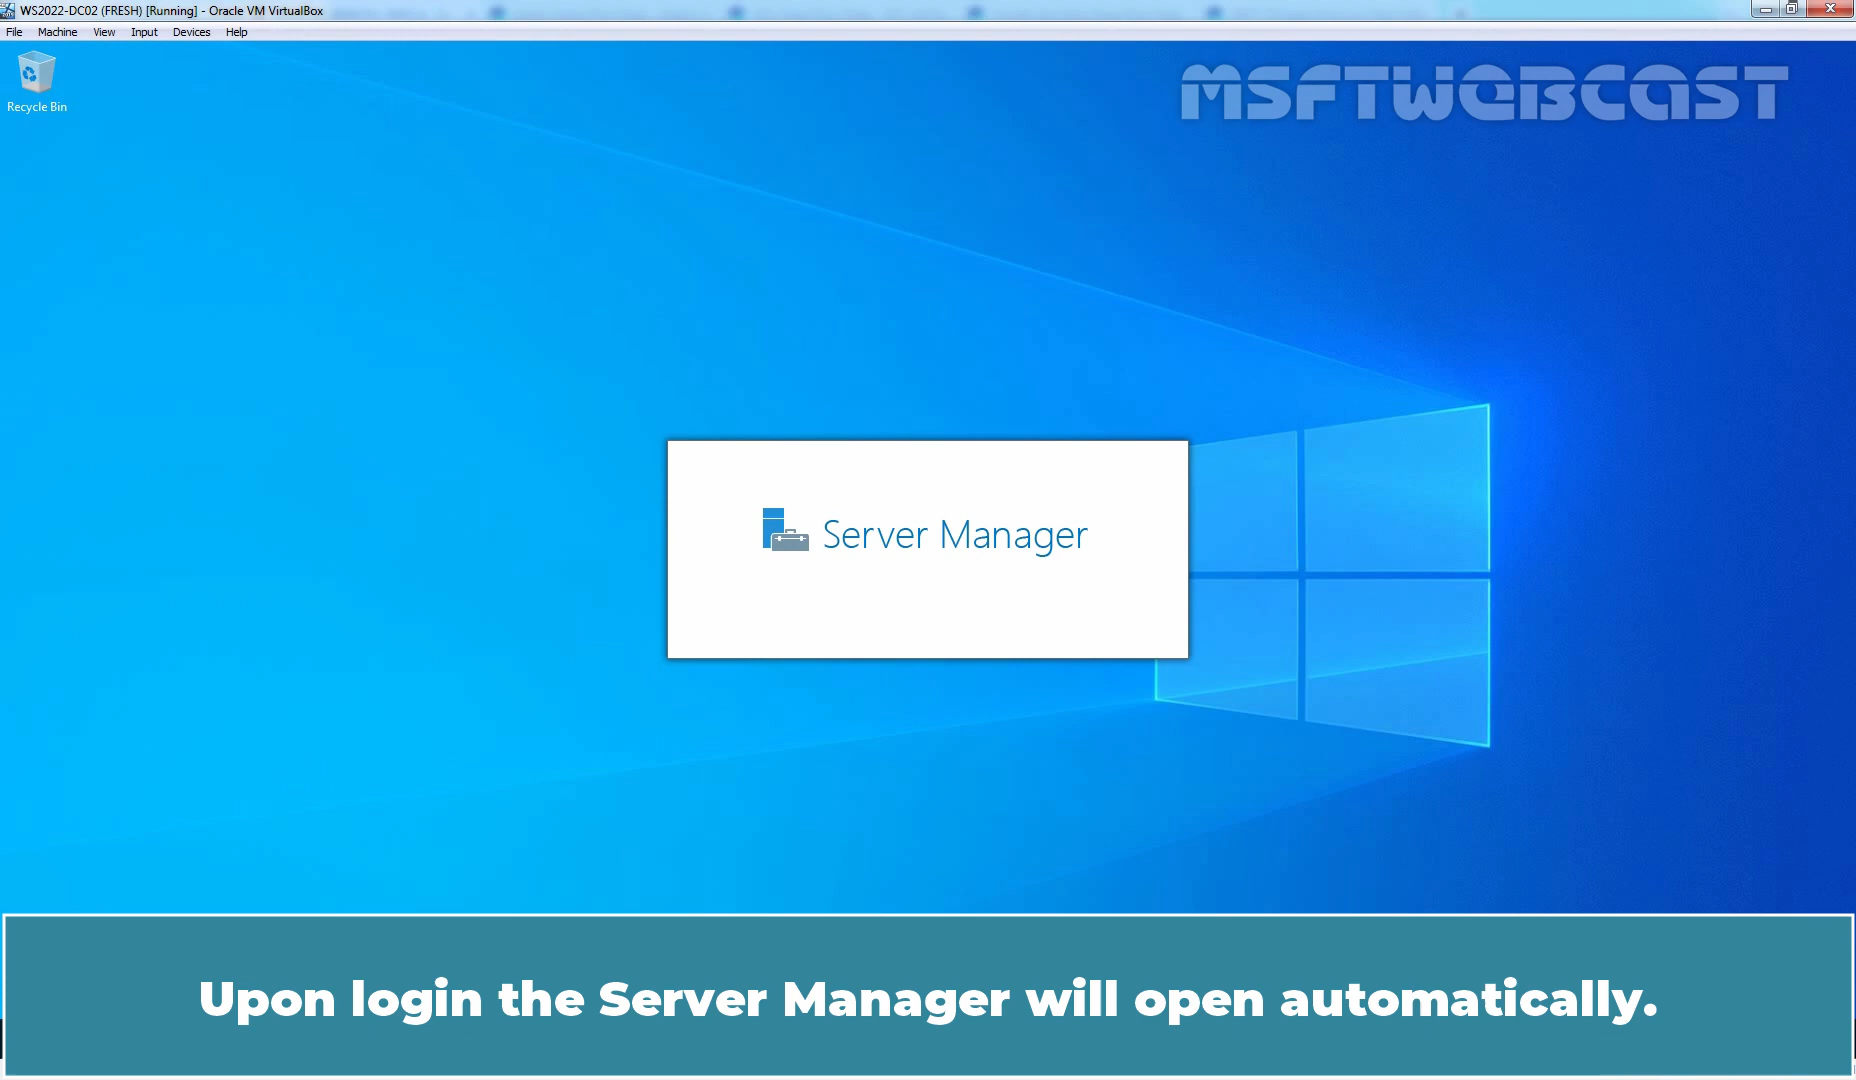 WS2022-DC02 (FRESH) [Running] - Oracle VM VirtualBox
File Machine View Input Devices Help
Recycle Bin
MSFTWEBCAST
Server Manager
Upon login the Server Manager will open automatically.